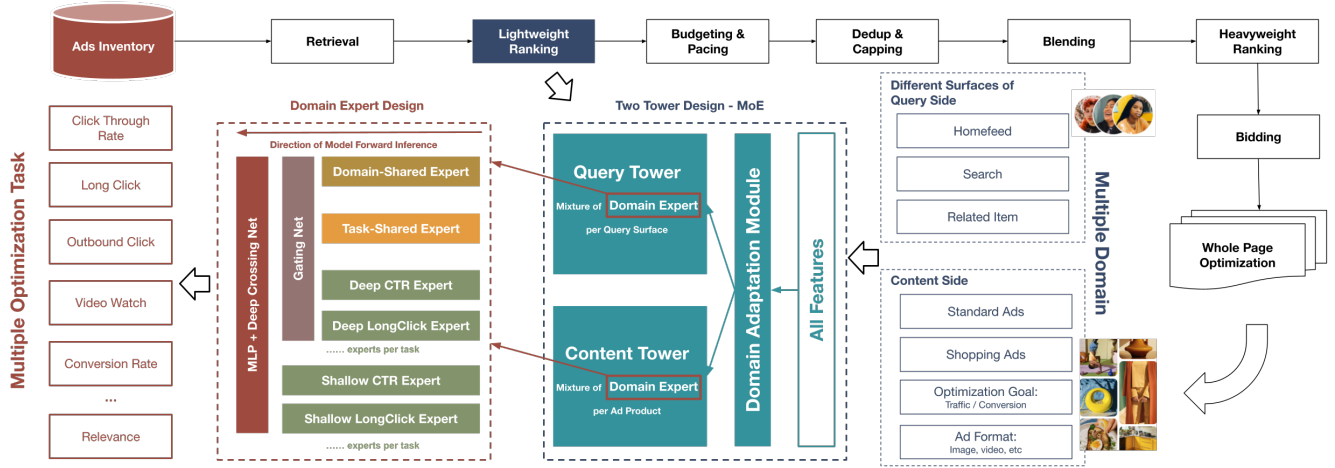 Ads Inventory
Retrieval
Lightweight
Ranking
Budgeting &
Pacing
Dedup &
Capping
Blending
Heavyweight
Ranking
Bidding
Whole Page
Optimization
Multiple Optimization Task
Click Through
Rate
Long Click
Outbound Click
Video Watch
Conversion Rate
...
Relevance
Domain Expert Design
Direction of Model Forward Inference
MLP + Deep Crossing Net
Gating Net
Domain-Shared Expert
Task-Shared Expert
Deep CTR Expert
Deep LongClick Expert
...... experts per task
Shallow CTR Expert
Shallow LongClick Expert
...... experts per task
Two Tower Design - MoE
Query Tower
Mixture of Domain Expert
per Query Surface
Content Tower
Mixture of Domain Expert
per Ad Product
Domain Adaptation Module
All Features
Different Surfaces of
Query Side
Homefeed
Search
Related Item
Content Side
Standard Ads
Shopping Ads
Optimization Goal:
Traffic / Conversion
Ad Format:
Image, video, etc
Multiple Domain